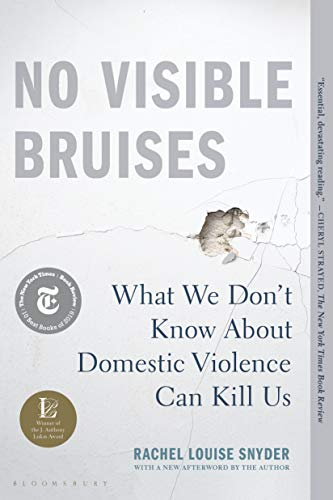 NO VISIBLE
BRUISES
"Essential, devastating reading." —CHERYL STRAYED, The New York Times Book Review
The New York Times | Book Review
10 Best Books of 2019
What We Don't
Know About
Domestic Violence
Can Kill Us
Winner of
the J. Anthony
Lukas Award
RACHEL LOUISE SNYDER
WITH A NEW AFTERWORD BY THE AUTHOR
BLOOMSBURY